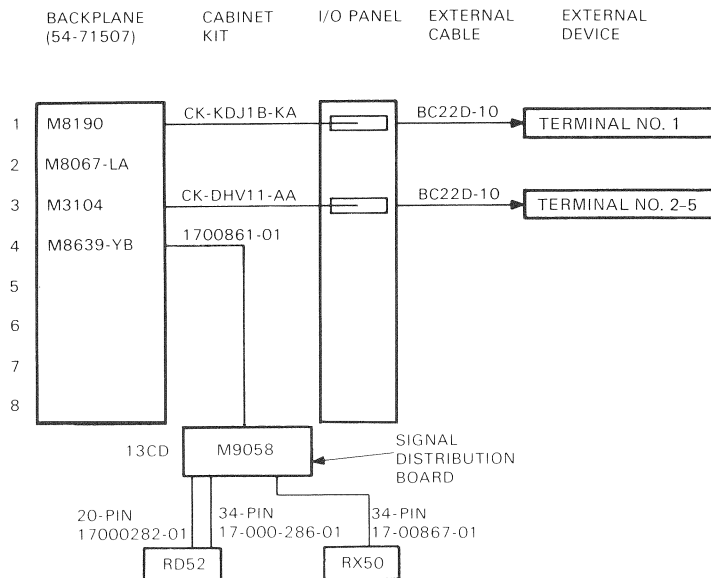 BACKPLANE CABINET I/O PANEL EXTERNAL EXTERNAL
(54-71507) KIT CABLE DEVICE
1 M8190 CK-KDJ1B-KA BC22D-10 TERMINAL NO. 1
2 M8067-LA
3 M3104 CK-DHV11-AA BC22D-10 TERMINAL NO. 2-5
4 M8639-YB 1700861-01
5
6
7
8
13CD M9058 SIGNAL
DISTRIBUTION
BOARD
20-PIN 34-PIN 34-PIN
17000282-01 17-000-286-01 17-00867-01
RD52 RX50